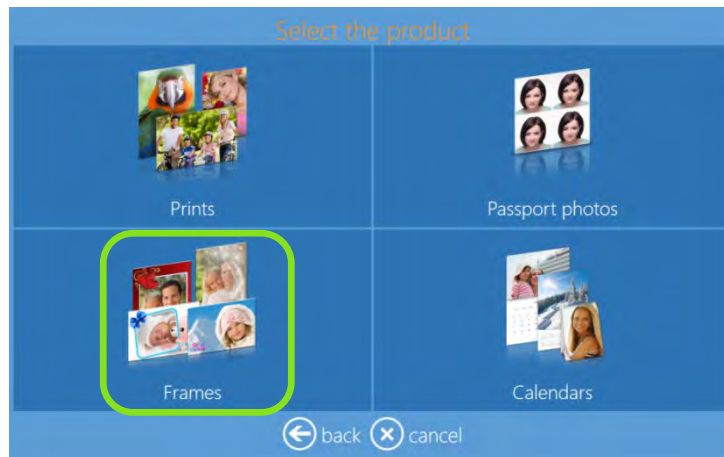 Select the product
Prints
Passport photos
Frames
Calendars
back cancel